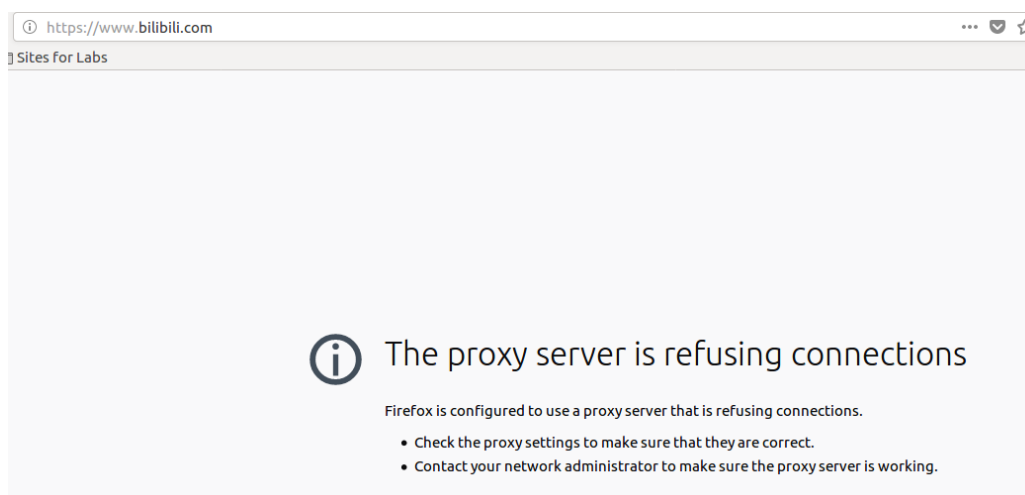 https://www.bilibili.com
Sites for Labs
The proxy server is refusing connections
Firefox is configured to use a proxy server that is refusing connections.
• Check the proxy settings to make sure that they are correct.
• Contact your network administrator to make sure the proxy server is working.